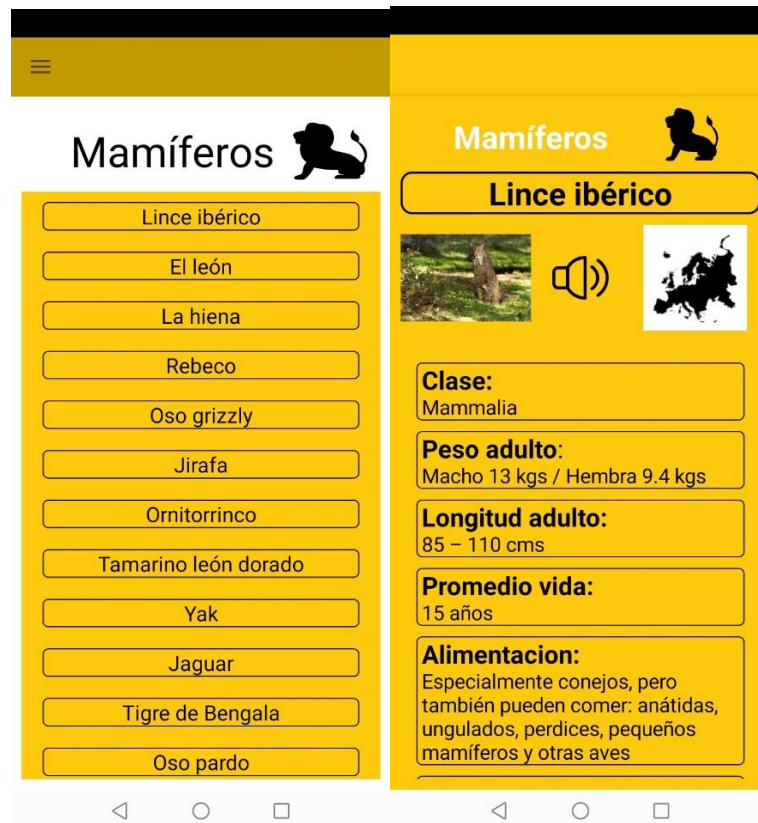 Mamíferos
Lince ibérico
El león
La hiena
Rebeco
Oso grizzly
Jirafa
Ornitorrinco
Tamarino león dorado
Yak
Jaguar
Tigre de Bengala
Oso pardo
Mamíferos
Lince ibérico
Clase:
Mammalia
Peso adulto:
Macho 13 kgs / Hembra 9.4 kgs
Longitud adulto:
85 – 110 cms
Promedio vida:
15 años
Alimentacion:
Especialmente conejos, pero
también pueden comer: anátidas,
ungulados, perdices, pequeños
mamíferos y otras aves